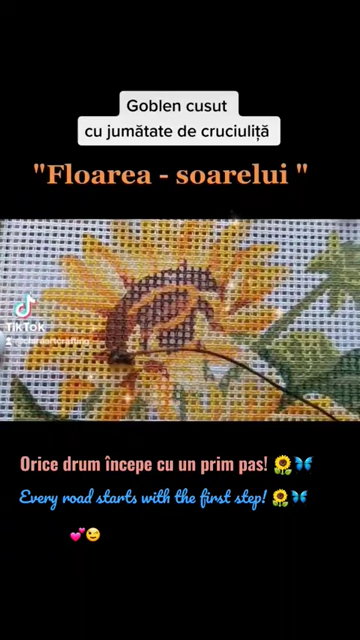 Goblen cusut
cu jumătate de cruciuliță
"Floarea - soarelui "
TikTok
Orice drum începe cu un prim pas! 🌻🦋
Every road starts with the first step! 🌻🦋
💕😉